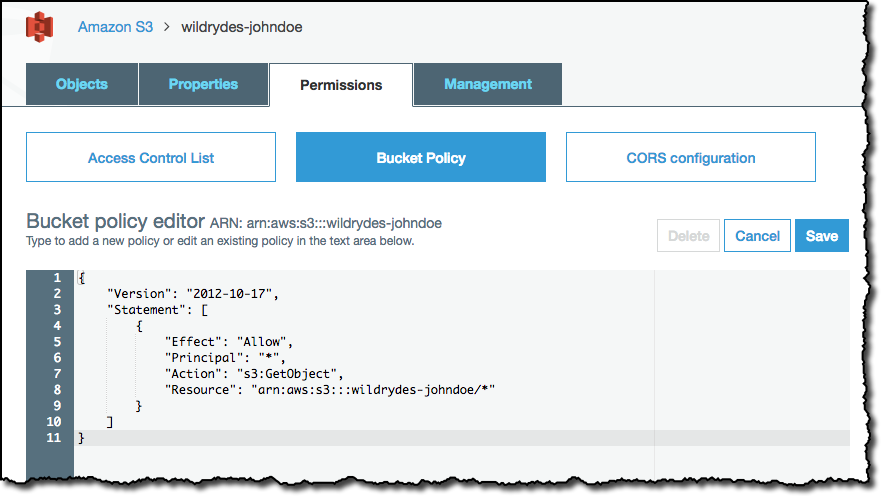 Amazon S3 > wildrydes-johndoe
Objects Properties Permissions Management
Access Control List Bucket Policy CORS configuration
Bucket policy editor ARN: arn:aws:s3:::wildrydes-johndoe
Type to add a new policy or edit an existing policy in the text area below.
Delete Cancel Save
1 {
2     "Version": "2012-10-17",
3     "Statement": [
4         {
5             "Effect": "Allow",
6             "Principal": "*",
7             "Action": "s3:GetObject",
8             "Resource": "arn:aws:s3:::wildrydes-johndoe/*"
9         }
10     ]
11 }